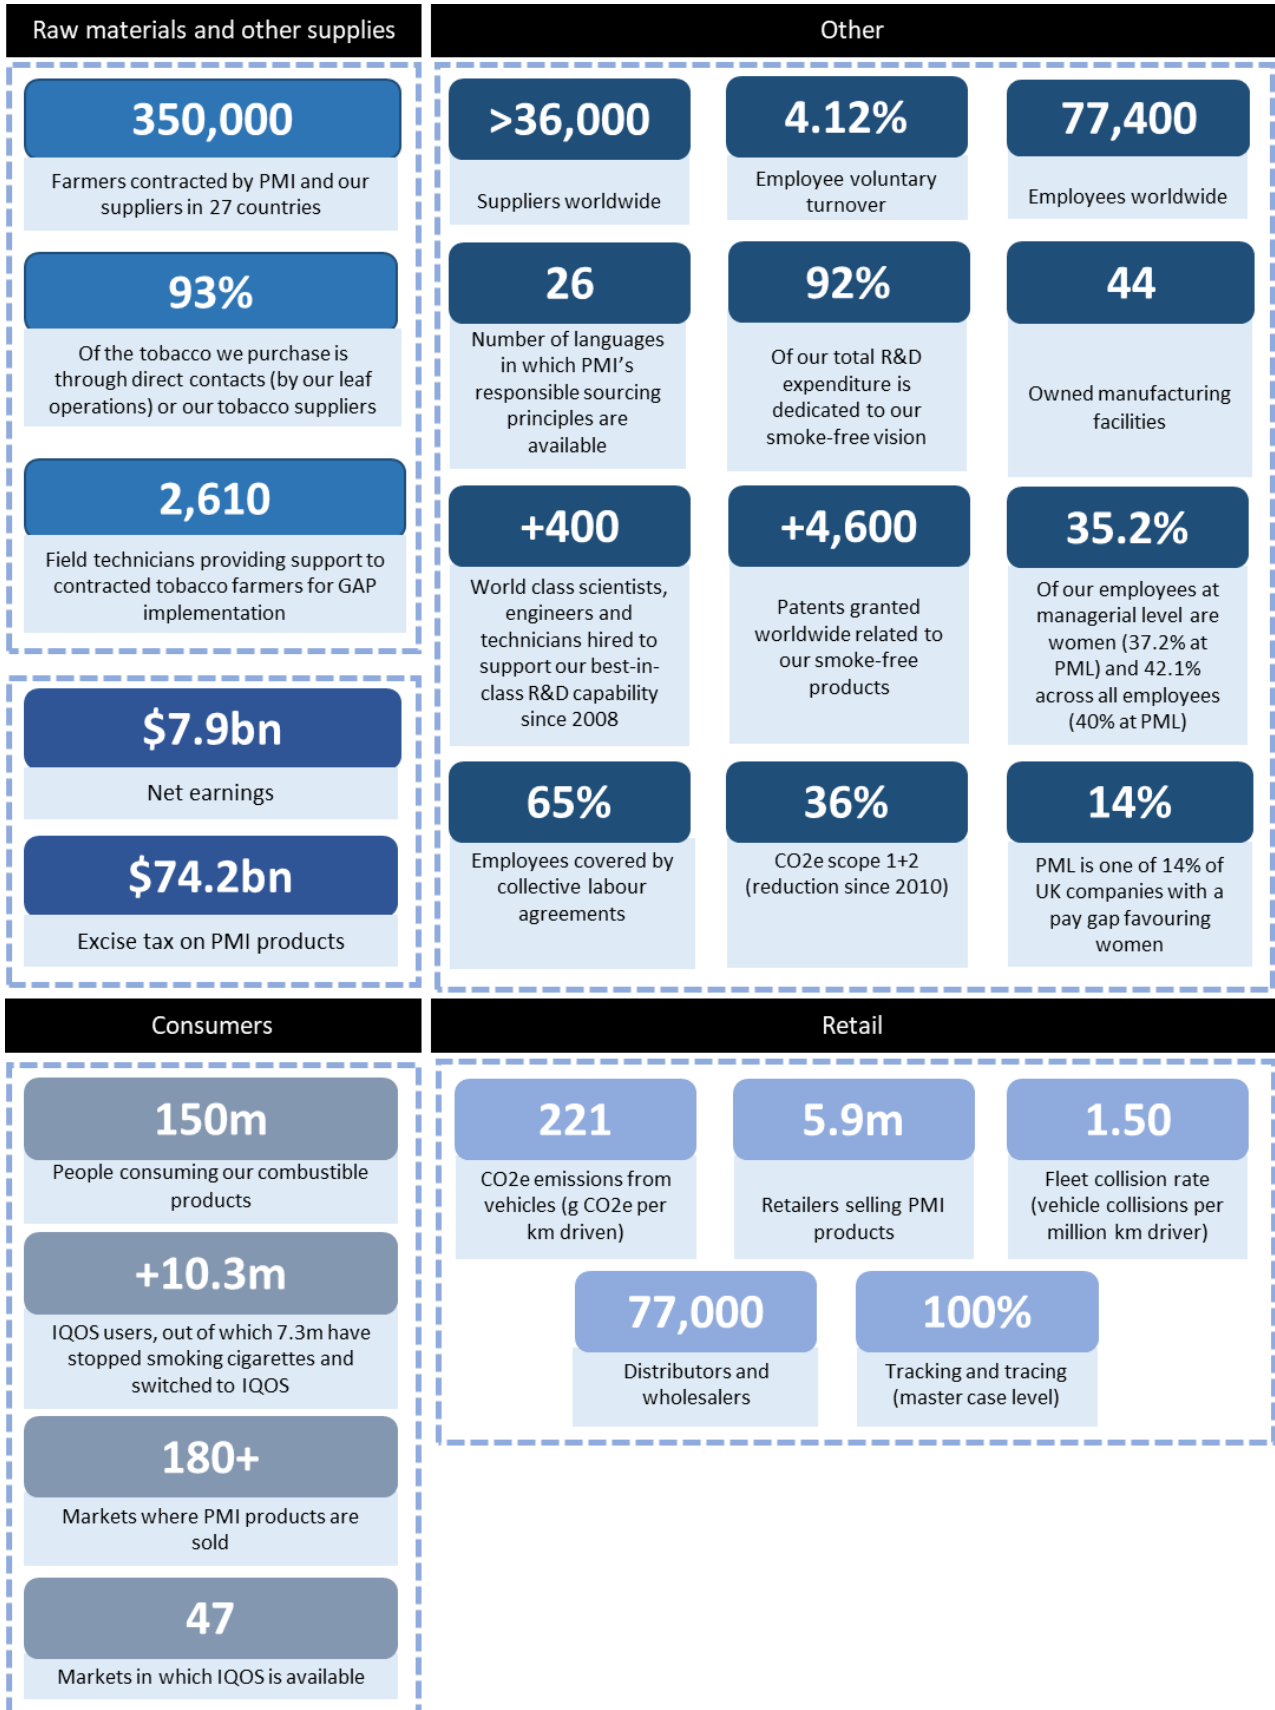 Raw materials and other supplies
350,000
Farmers contracted by PMI and our
suppliers in 27 countries
93%
Of the tobacco we purchase is
through direct contacts (by our leaf
operations) or our tobacco suppliers
2,610
Field technicians providing support to
contracted tobacco farmers for GAP
implementation
$7.9bn
Net earnings
$74.2bn
Excise tax on PMI products
Other
>36,000
Suppliers worldwide
4.12%
Employee voluntary
turnover
77,400
Employees worldwide
26
Number of languages
in which PMI’s
responsible sourcing
principles are
available
92%
Of our total R&D
expenditure is
dedicated to our
smoke-free vision
44
Owned manufacturing
facilities
+400
World class scientists,
engineers and
technicians hired to
support our best-in-
class R&D capability
since 2008
+4,600
Patents granted
worldwide related to
our smoke-free
products
35.2%
Of our employees at
managerial level are
women (37.2% at
PML) and 42.1%
across all employees
(40% at PML)
65%
Employees covered by
collective labour
agreements
36%
CO2e scope 1+2
(reduction since 2010)
14%
PML is one of 14% of
UK companies with a
pay gap favouring
women
Consumers
150m
People consuming our combustible
products
+10.3m
IQOS users, out of which 7.3m have
stopped smoking cigarettes and
switched to IQOS
180+
Markets where PMI products are
sold
47
Markets in which IQOS is available
Retail
221
CO2e emissions from
vehicles (g CO2e per
km driven)
5.9m
Retailers selling PMI
products
1.50
Fleet collision rate
(vehicle collisions per
million km driver)
77,000
Distributors and
wholesalers
100%
Tracking and tracing
(master case level)